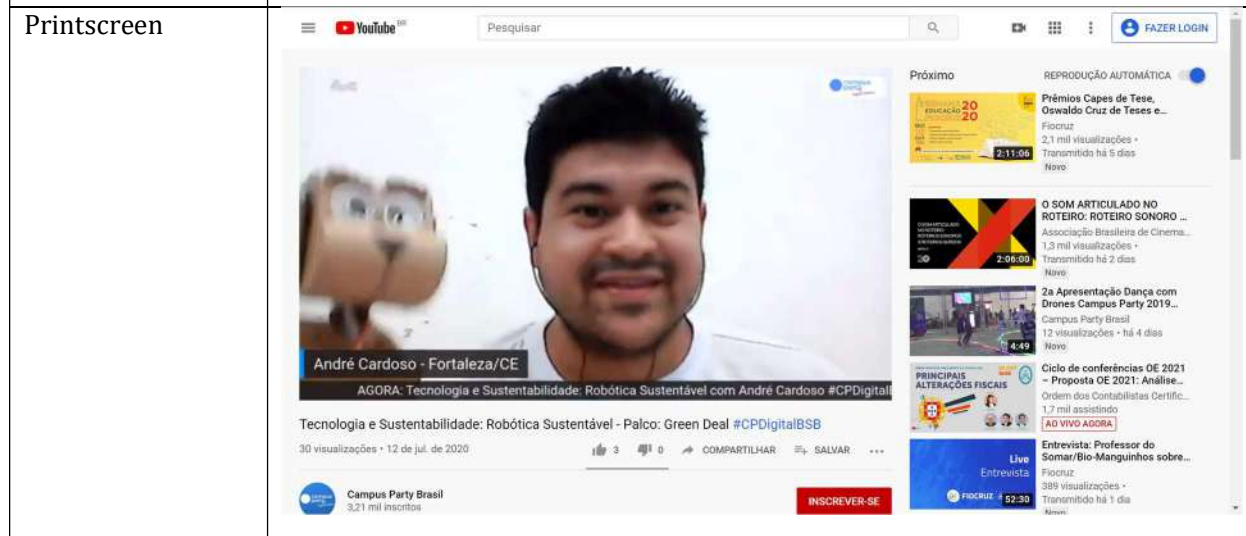 Printscreen
YouTube BR
Pesquisar
FAZER LOGIN
André Cardoso - Fortaleza/CE
AGORA: Tecnologia e Sustentabilidade: Robótica Sustentável com André Cardoso #CPDigitalB
Tecnologia e Sustentabilidade: Robótica Sustentável - Palco: Green Deal #CPDigitalBSB
30 visualizações • 12 de jul. de 2020
3
0
COMPARTILHAR
SALVAR
Campus Party Brasil
3,21 mil inscritos
INSCREVER-SE
Próximo
REPRODUÇÃO AUTOMÁTICA
EDUCAÇÃO
2020
2:11:06
Prêmios Capes de Tese,
Oswaldo Cruz de Teses e...
Fiocruz
2,1 mil visualizações •
Transmitido há 5 dias
Novo
2:06:00
O SOM ARTICULADO NO
ROTEIRO: ROTEIRO SONORO ...
Associação Brasileira de Cinema...
1,3 mil visualizações •
Transmitido há 2 dias
Novo
4:49
2a Apresentação Dança com
Drones Campus Party 2019...
Campus Party Brasil
12 visualizações • há 4 dias
Novo
PRINCIPAIS
ALTERAÇÕES FISCAIS
Ciclo de conferências OE 2021
– Proposta OE 2021: Análise...
Ordem dos Contabilistas Certific...
1,7 mil assistindo
AO VIVO AGORA
Live
Entrevista
FIOCRUZ
52:30
Entrevista: Professor do
Somar/Bio-Manguinhos sobre...
Fiocruz
389 visualizações •
Transmitido há 1 dia
Novo